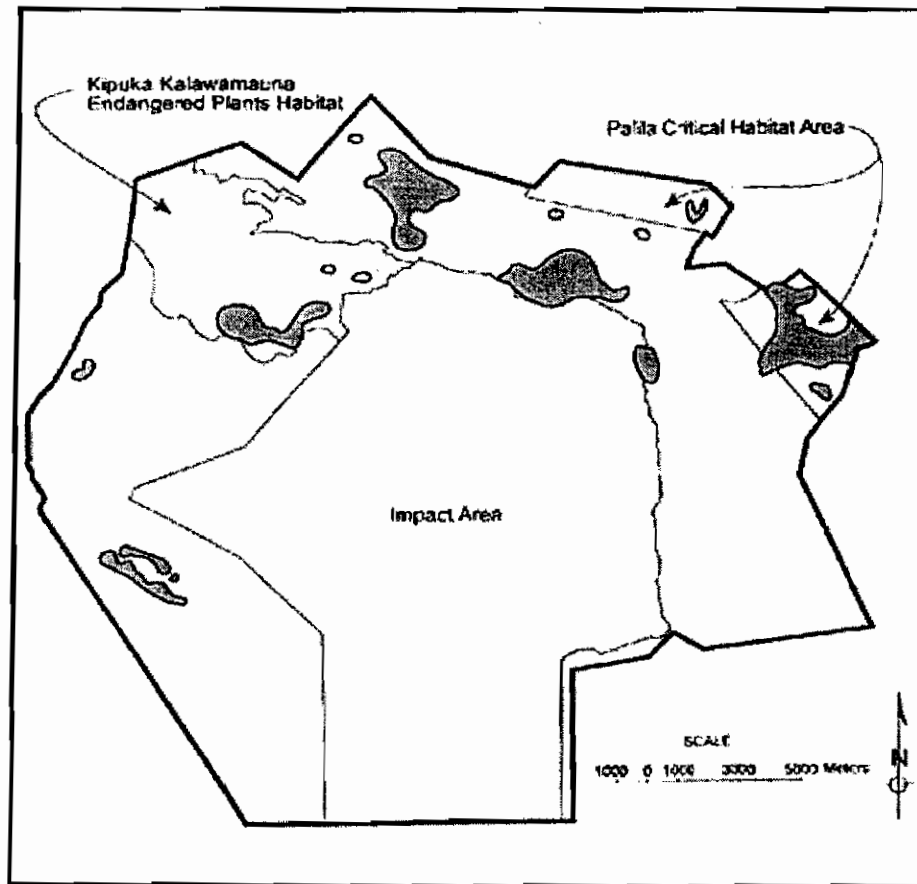 Kipuka Kalawamauna
Endangered Plants Habitat
Palila Critical Habitat Area
Impact Area
SCALE
1000 0 1000 3000 5000 Meters
N